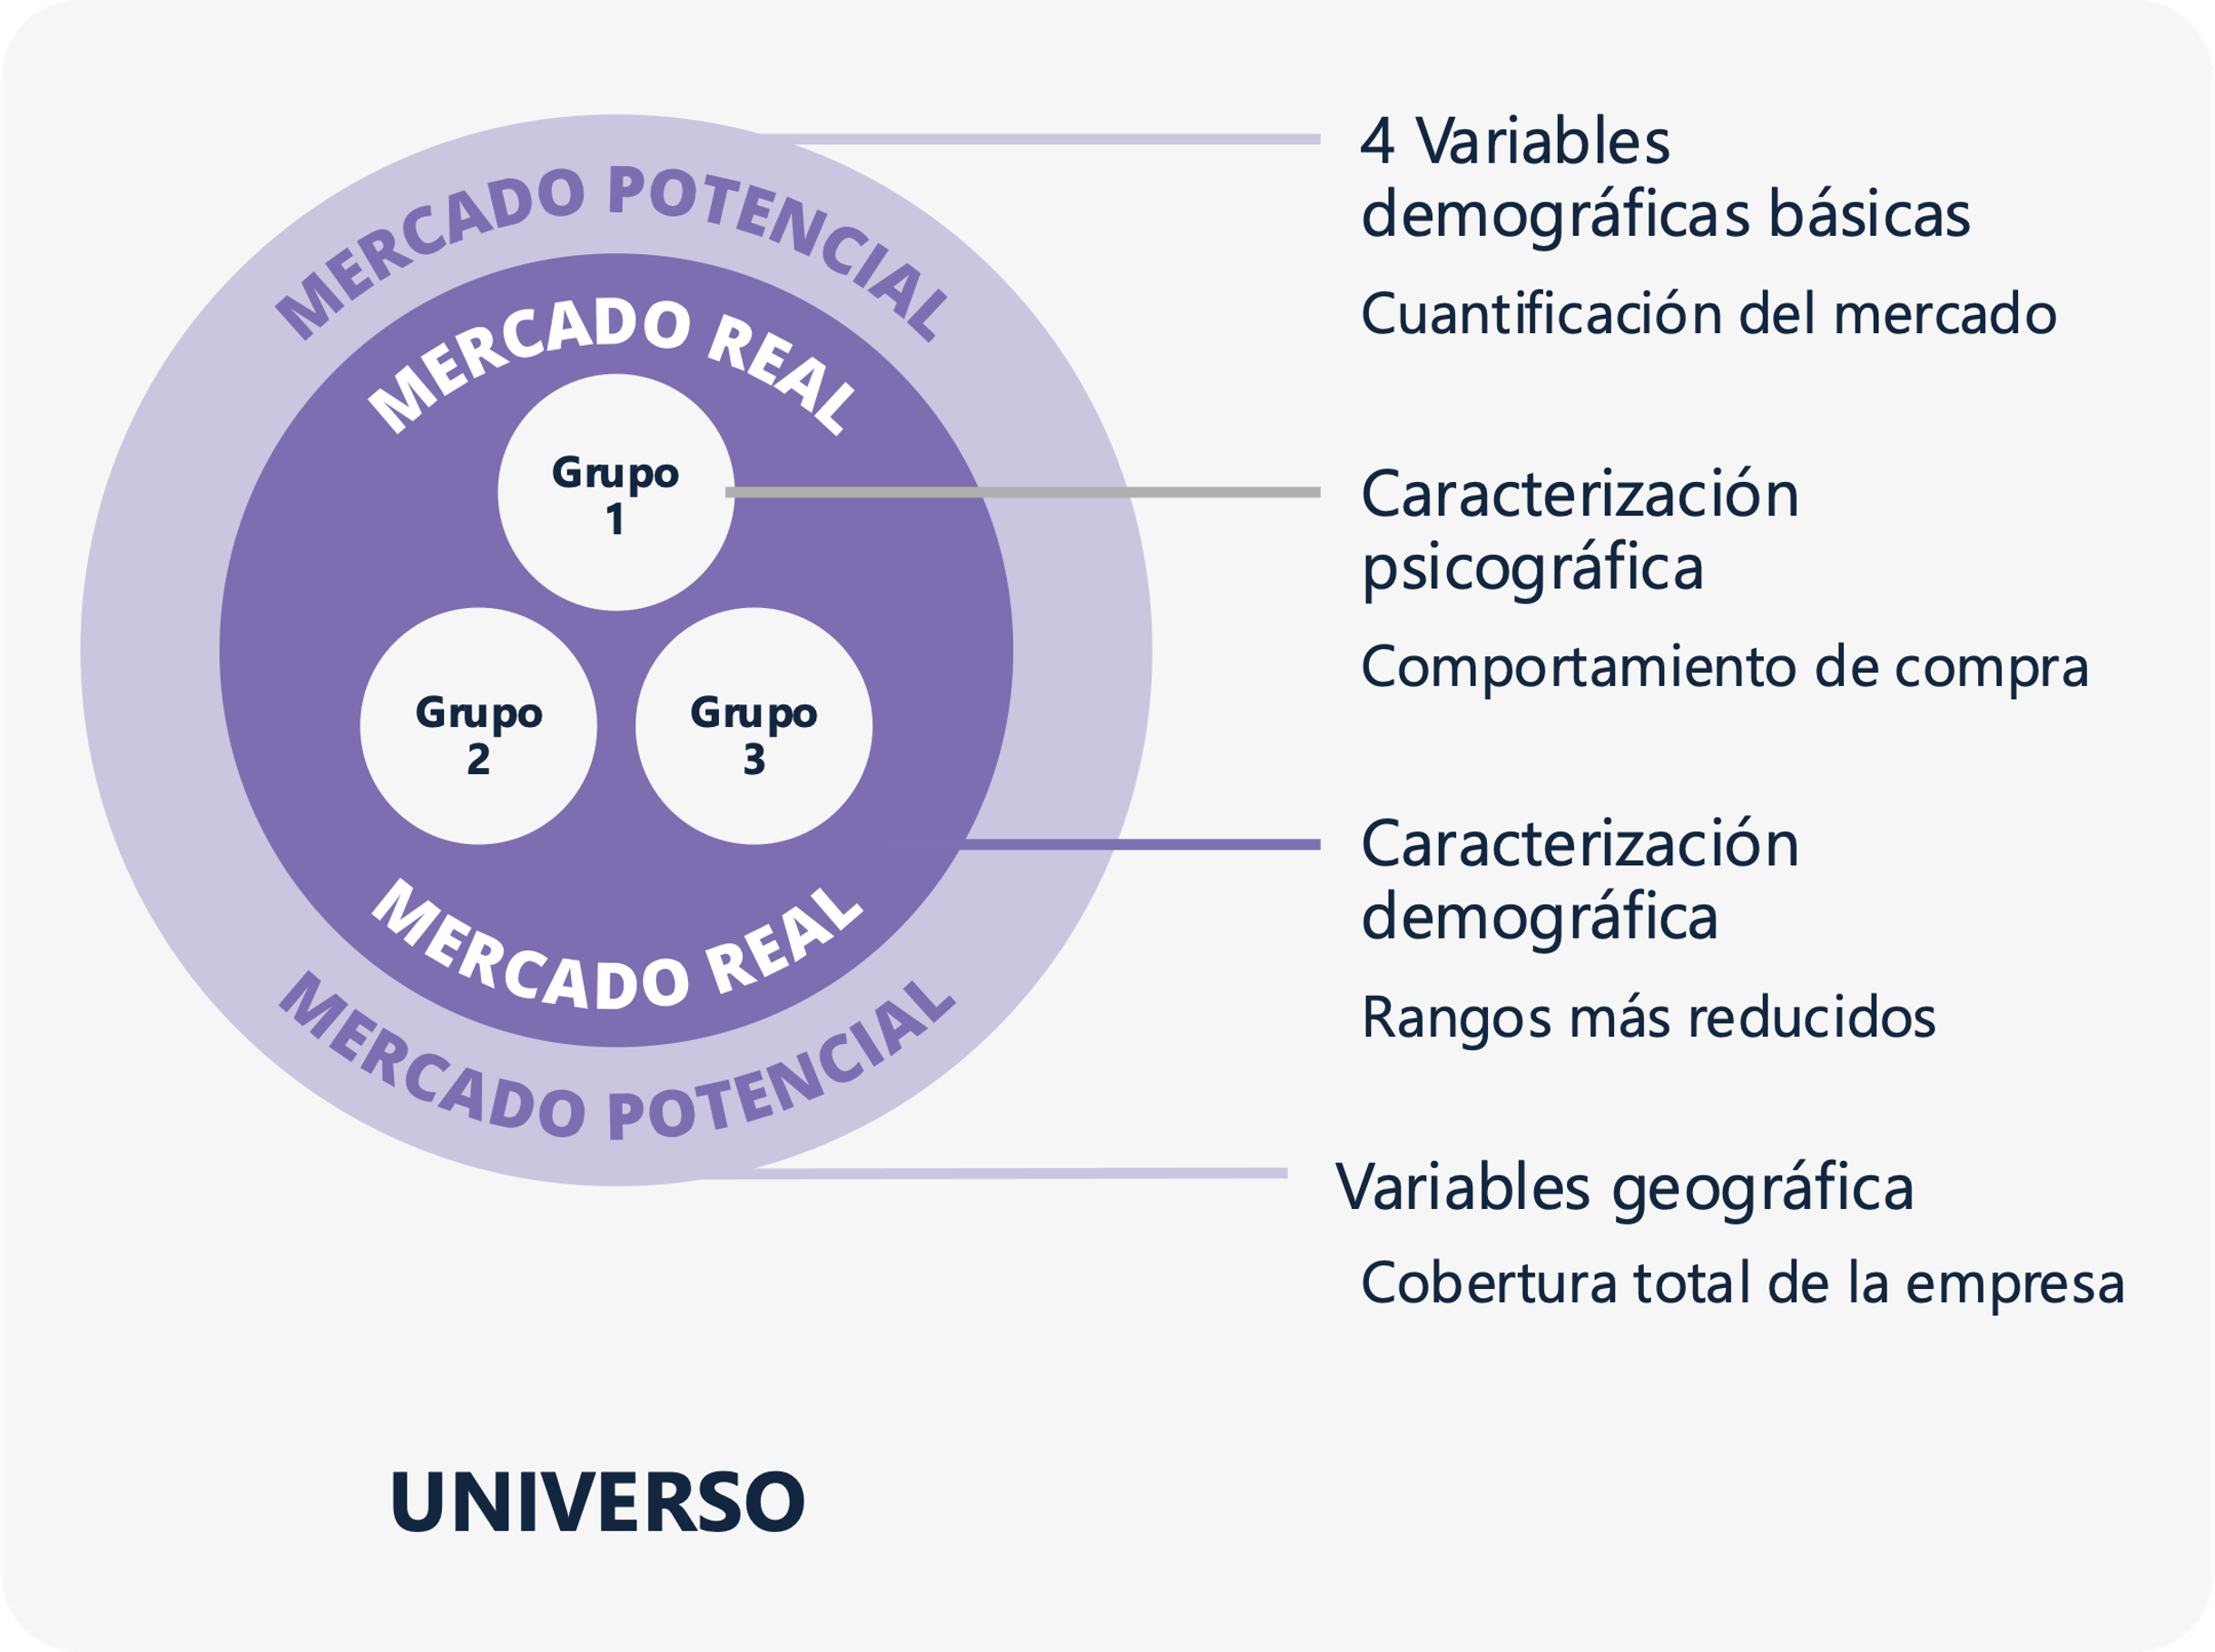 MERCADO POTENCIAL
MERCADO REAL
Grupo
1
Grupo
2
Grupo
3
MERCADO REAL
MERCADO POTENCIAL
4 Variables
demográficas básicas
Cuantificación del mercado
Caracterización
psicográfica
Comportamiento de compra
Caracterización
demográfica
Rangos más reducidos
Variables geográfica
Cobertura total de la empresa
UNIVERSO